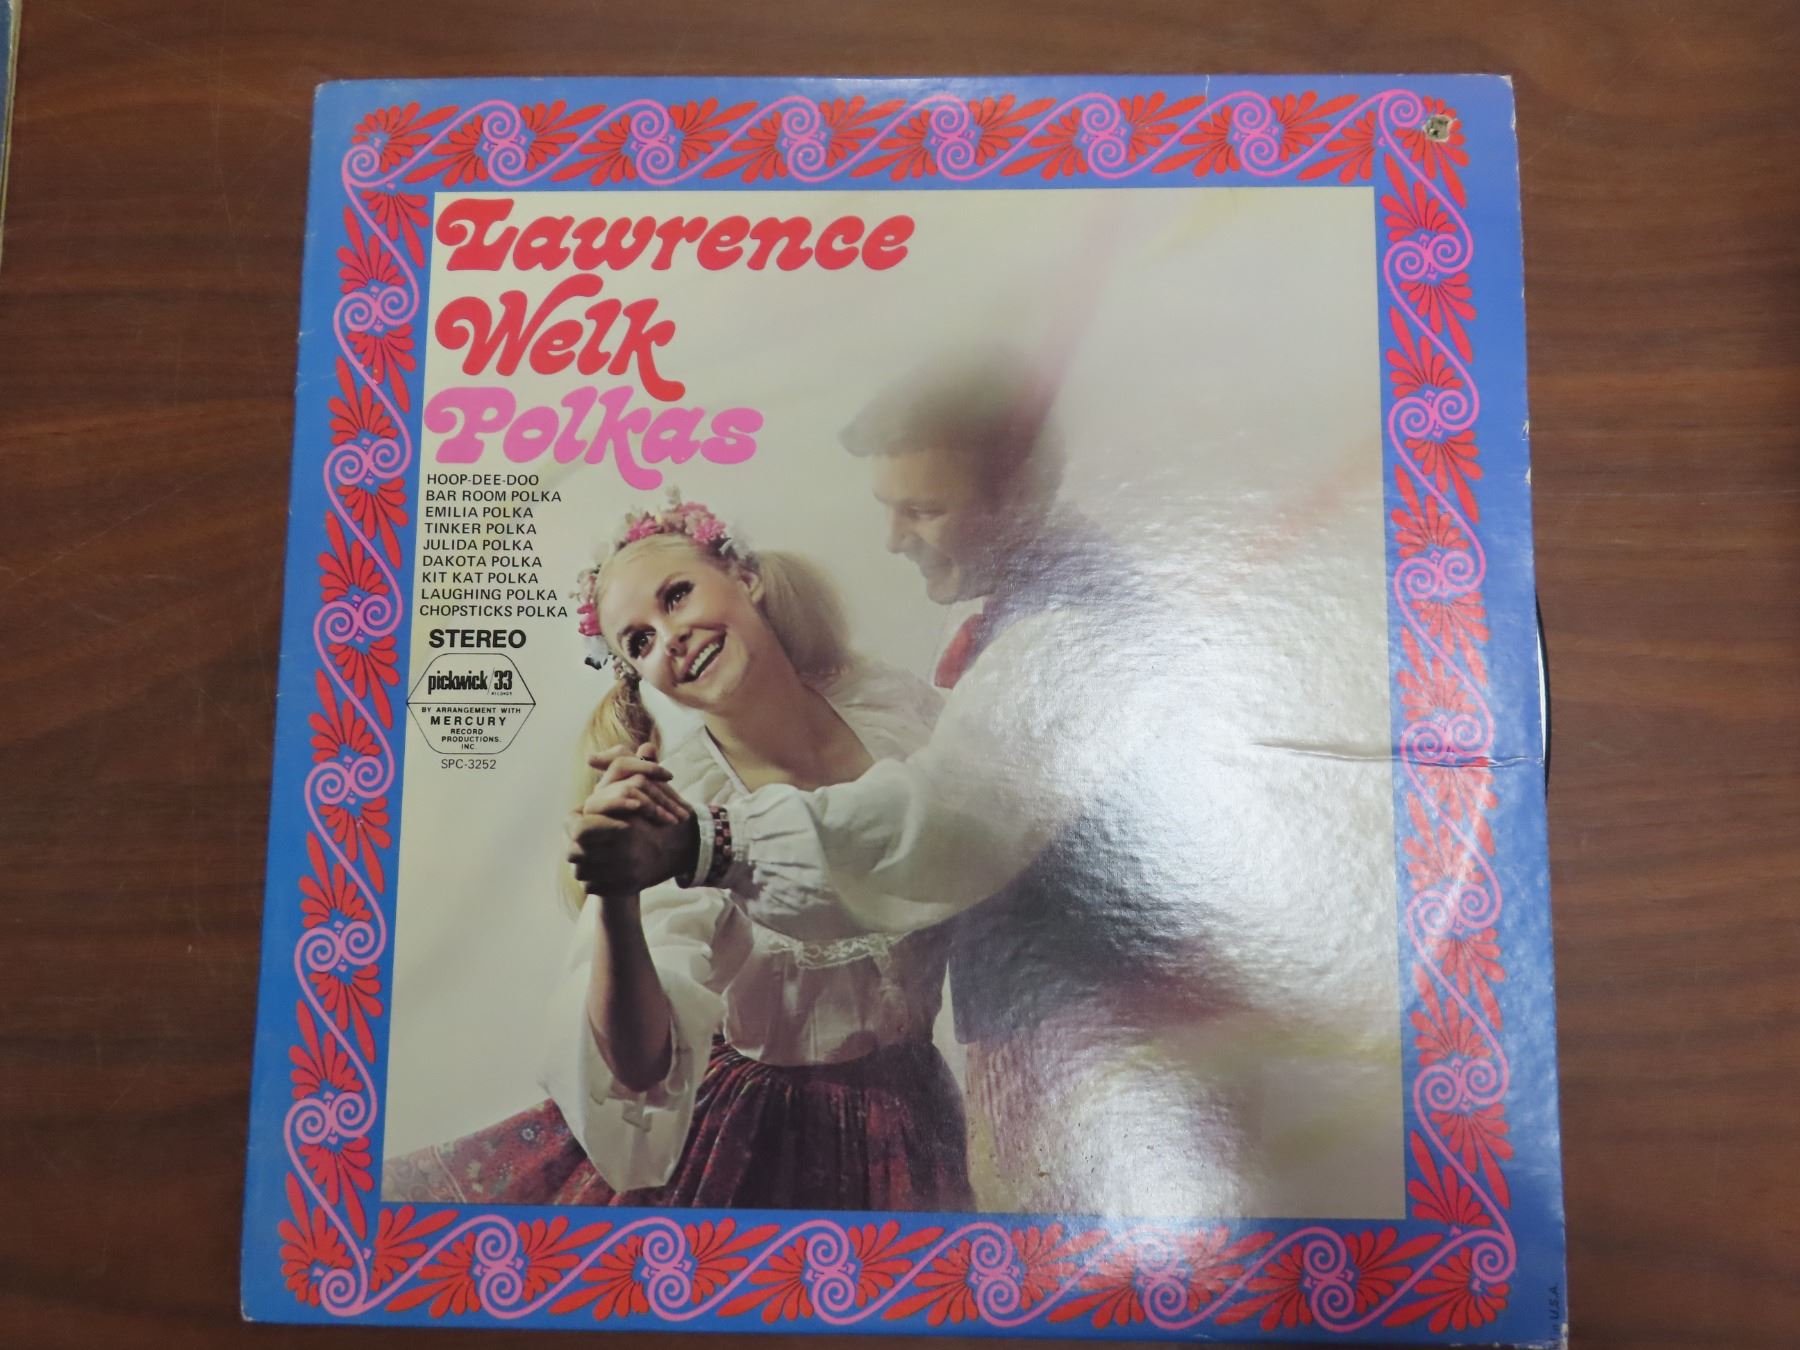 Lawrence
Welk
Polkas
HOOP-DEE-DOO
BAR ROOM POLKA
EMILIA POLKA
TINKER POLKA
JULIDA POLKA
DAKOTA POLKA
KIT KAT POLKA
LAUGHING POLKA
CHOPSTICKS POLKA
STEREO
pickwick/33
RECORDS
BY ARRANGEMENT WITH
MERCURY
RECORD
PRODUCTIONS,
INC.
SPC-3252
U.S.A.